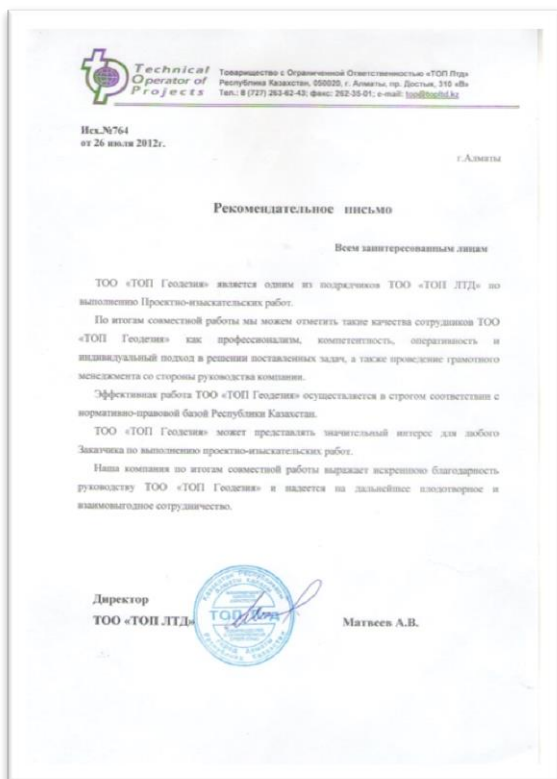 Technical
Operator of
Projects
Товарищество с Ограниченной Ответственностью «ТОП Лтд»
Республика Казахстан, 050020, г. Алматы, пр. Достык, 310 «В»
Тел.: 8 (727) 263-62-43; факс: 262-35-01; e-mail: top@topltd.kz
Исх.№764
от 26 июля 2012г.
г.Алматы
Рекомендательное письмо
Всем заинтересованным лицам
ТОО «ТОП Геодезия» является одним из подрядчиков ТОО «ТОП ЛТД» по
выполнению Проектно-изыскательских работ.
По итогам совместной работы мы можем отметить такие качества сотрудников ТОО
«ТОП Геодезия» как профессионализм, компетентность, оперативность и
индивидуальный подход в решении поставленных задач, а также проведение грамотного
менеджмента со стороны руководства компании.
Эффективная работа ТОО «ТОП Геодезия» осуществляется в строгом соответствии с
нормативно-правовой базой Республики Казахстан.
ТОО «ТОП Геодезия» может представлять значительный интерес для любого
Заказчика по выполнению проектно-изыскательских работ.
Наша компания по итогам совместной работы выражает искреннюю благодарность
руководству ТОО «ТОП Геодезия» и надеется на дальнейшее плодотворное и
взаимовыгодное сотрудничество.
Директор
ТОО «ТОП ЛТД»
Матвеев А.В.